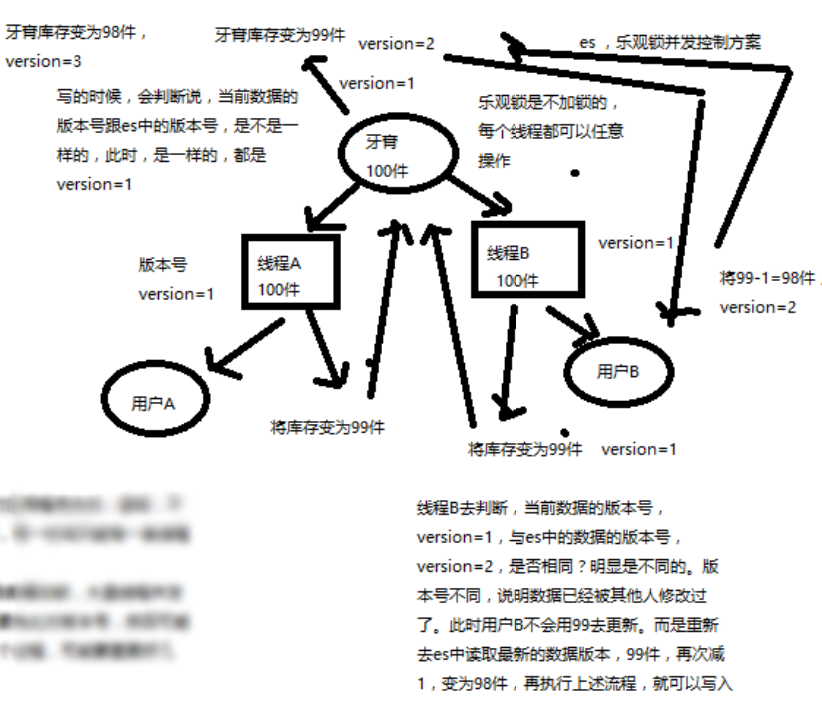 牙膏库存变为98件，
version=3
牙膏库存变为99件
version=2
es ，乐观锁并发控制方案
version=1
写的时候，会判断说，当前数据的
版本号跟es中的版本号，是不是一
样的，此时，是一样的，都是
version=1
乐观锁是不加锁的，
每个线程都可以任意
操作
牙膏
100件
版本号
version=1
线程A
100件
线程B
100件
version=1
将99-1=98件，
version=2
用户A
用户B
将库存变为99件
将库存变为99件
version=1
线程B去判断，当前数据的版本号，
version=1，与es中的数据的版本号，
version=2，是否相同？明显是不同的。版
本号不同，说明数据已经被其他人修改过
了。此时用户B不会用99去更新。而是重新
去es中读取最新的数据版本，99件，再次减
1，变为98件，再执行上述流程，就可以写入